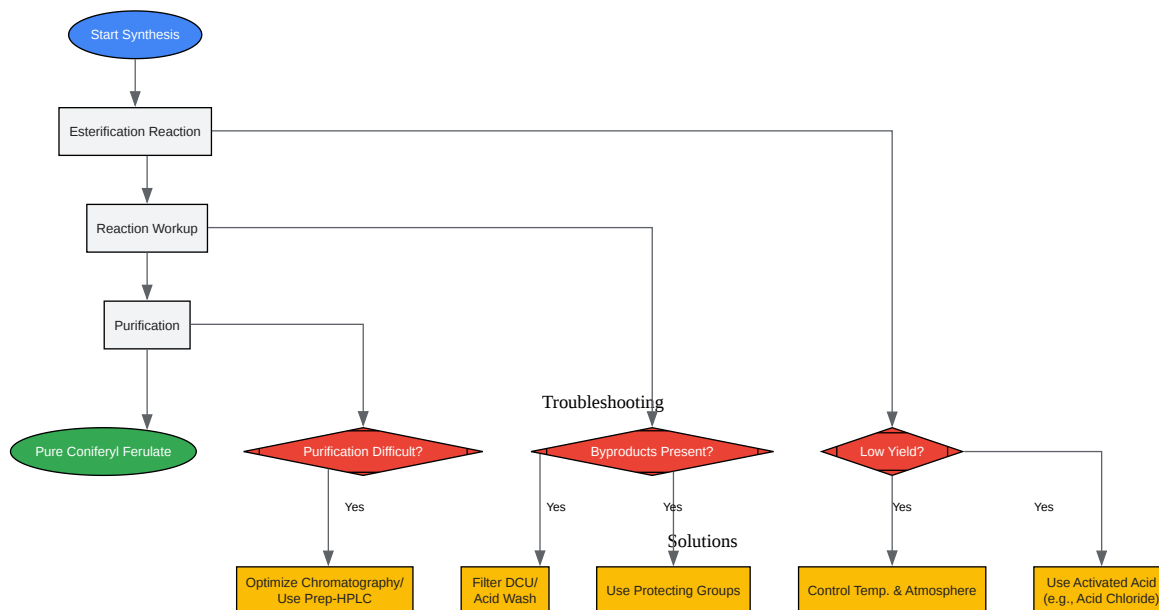 Start Synthesis
Esterification Reaction
Reaction Workup
Purification
Troubleshooting
Pure Coniferyl Ferulate
Purification Difficult?
Byproducts Present?
Low Yield?
Yes
Yes
Yes
Yes
Yes
Solutions
Optimize Chromatography/
Use Prep-HPLC
Filter DCU/
Acid Wash
Use Protecting Groups
Control Temp. & Atmosphere
Use Activated Acid
(e.g., Acid Chloride)